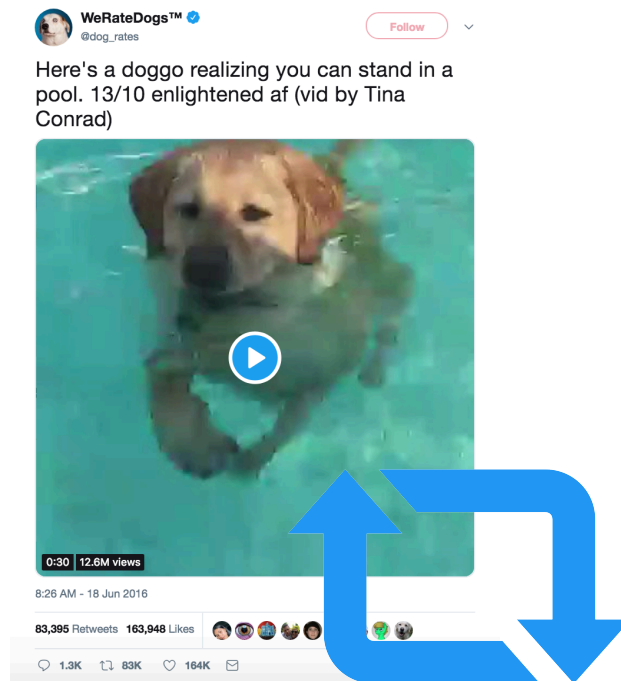 WeRateDogs™
@dog_rates
Follow
Here's a doggo realizing you can stand in a
pool. 13/10 enlightened af (vid by Tina
Conrad)
0:30 12.6M views
8:26 AM - 18 Jun 2016
83,395 Retweets 163,948 Likes
1.3K 83K 164K